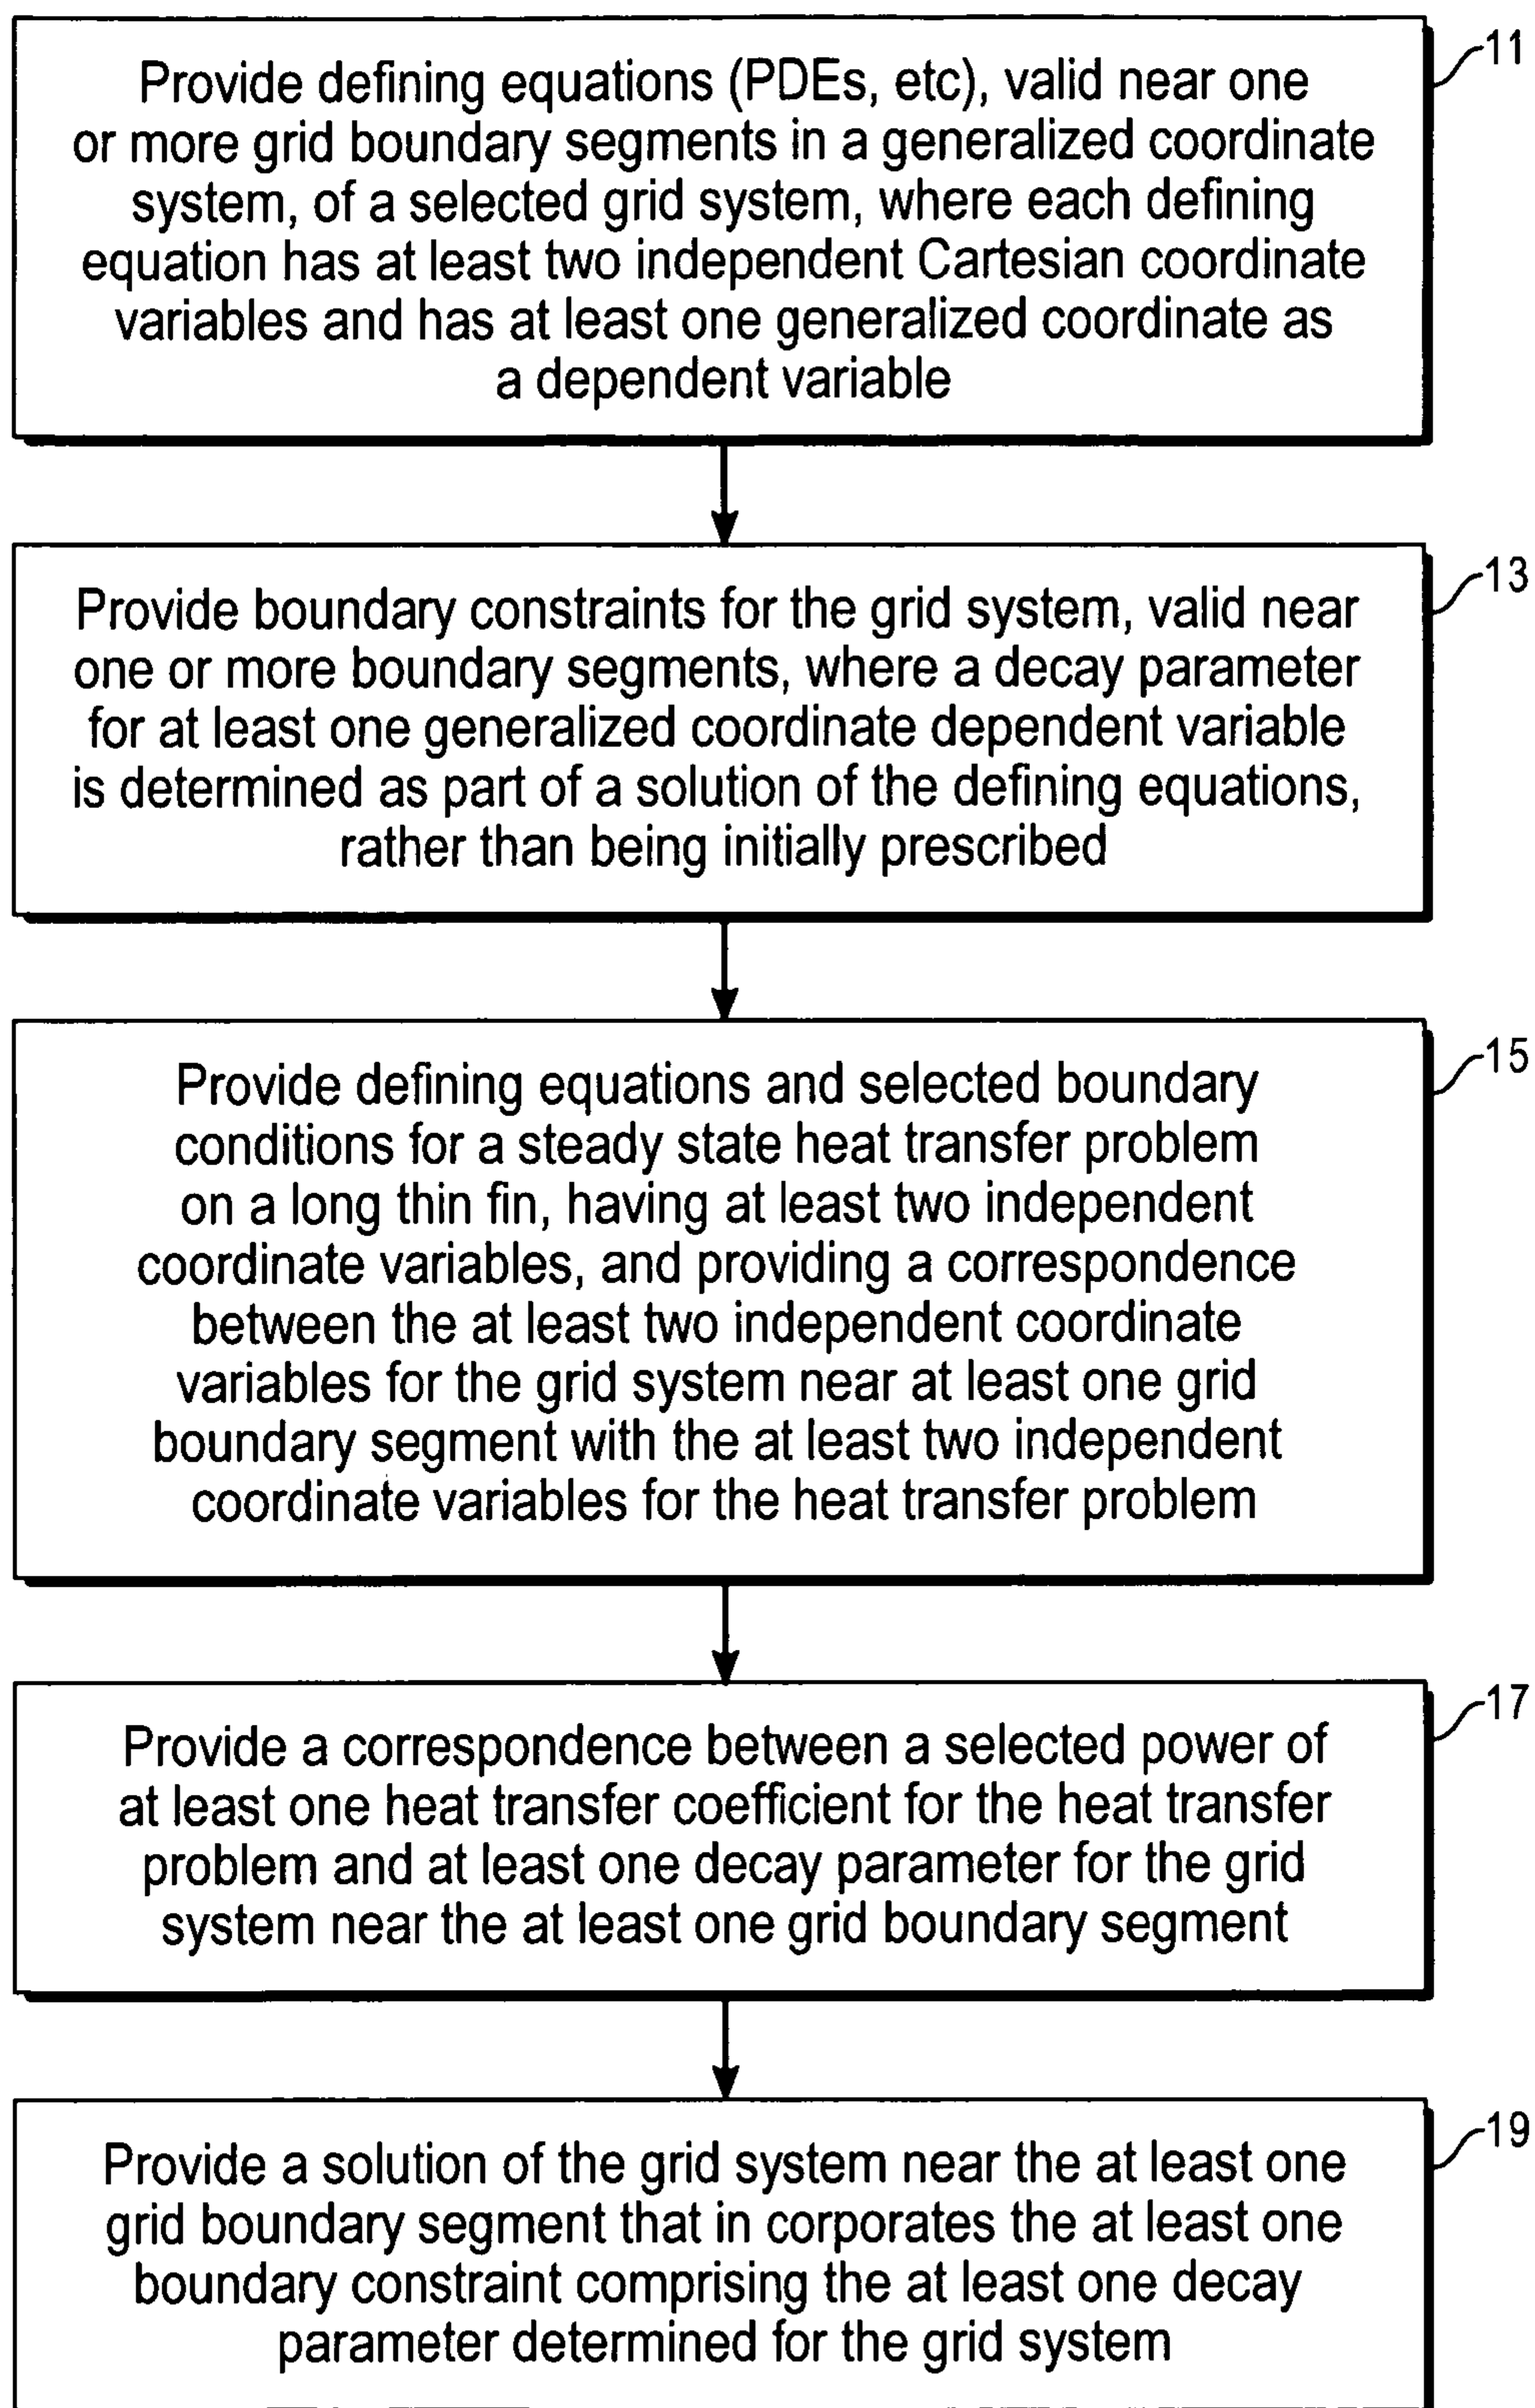 11
Provide defining equations (PDEs, etc), valid near one
or more grid boundary segments in a generalized coordinate
system, of a selected grid system, where each defining
equation has at least two independent Cartesian coordinate
variables and has at least one generalized coordinate as
a dependent variable
13
Provide boundary constraints for the grid system, valid near
one or more boundary segments, where a decay parameter
for at least one generalized coordinate dependent variable
is determined as part of a solution of the defining equations,
rather than being initially prescribed
15
Provide defining equations and selected boundary
conditions for a steady state heat transfer problem
on a long thin fin, having at least two independent
coordinate variables, and providing a correspondence
between the at least two independent coordinate
variables for the grid system near at least one grid
boundary segment with the at least two independent
coordinate variables for the heat transfer problem
17
Provide a correspondence between a selected power of
at least one heat transfer coefficient for the heat transfer
problem and at least one decay parameter for the grid
system near the at least one grid boundary segment
19
Provide a solution of the grid system near the at least one
grid boundary segment that in corporates the at least one
boundary constraint comprising the at least one decay
parameter determined for the grid system